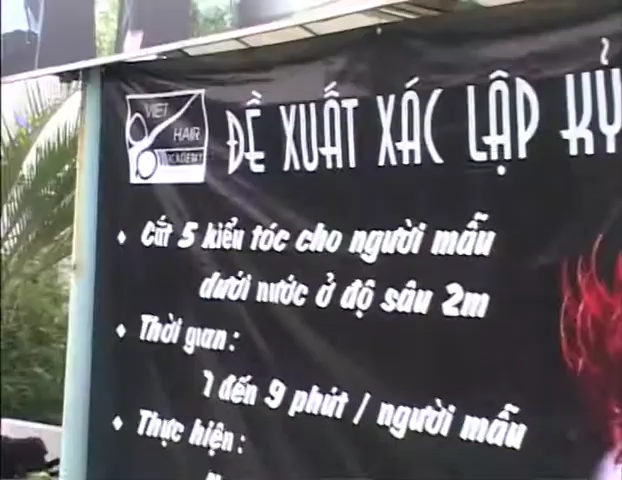 VIET
HAIR
ACADEMY
ĐỀ XUẤT XÁC LẬP KỶ
Cắt 5 kiểu tóc cho người mẫu
dưới nước ở độ sâu 2m
Thời gian :
1 đến 9 phút / người mẫu
Thực hiện :